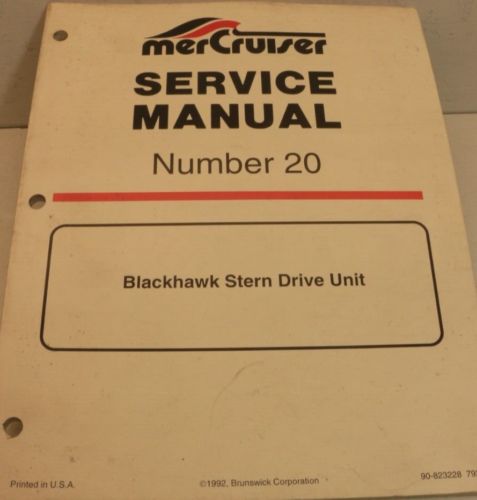 merCruiser
SERVICE
MANUAL
Number 20
Blackhawk Stern Drive Unit
Printed in U.S.A.
©1992, Brunswick Corporation
90-823228